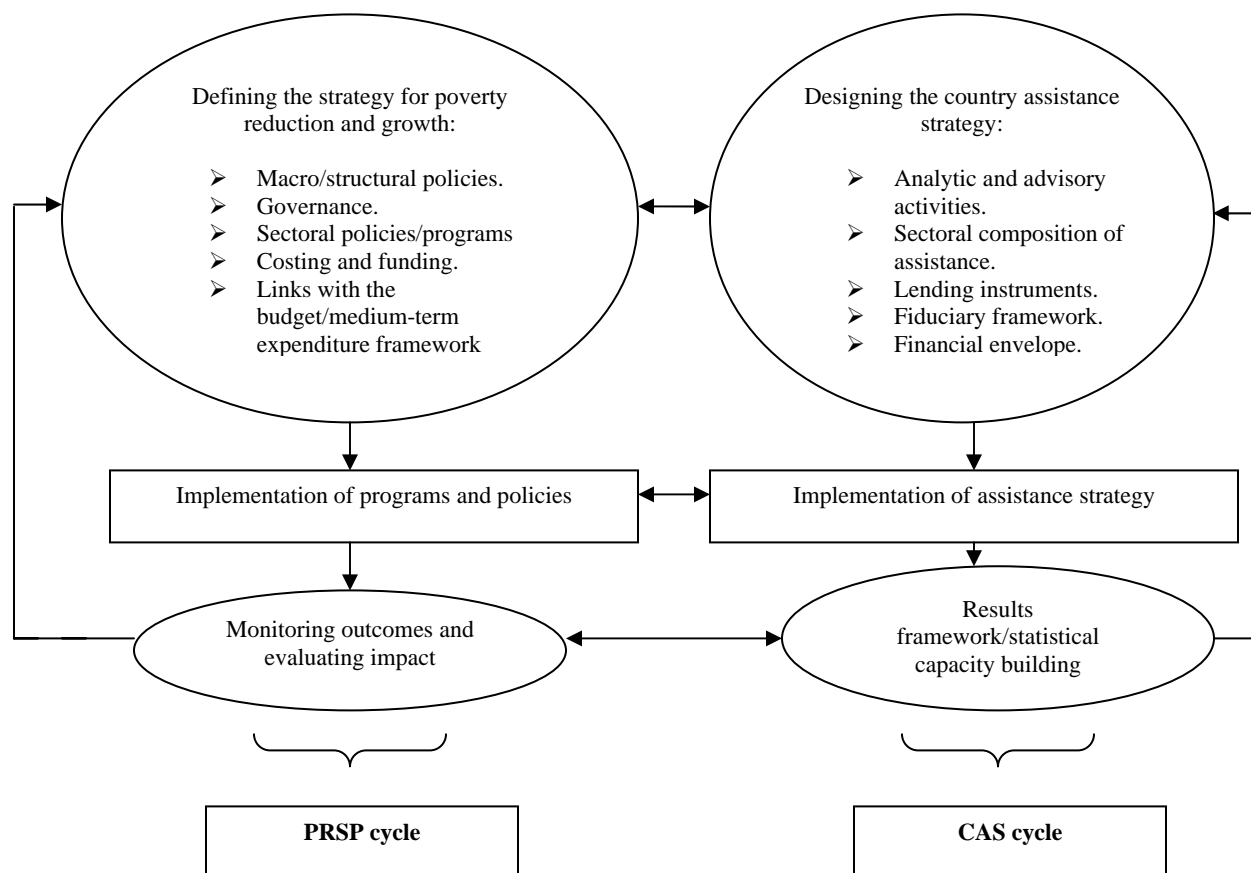 Defining the strategy for poverty
reduction and growth:
➢ Macro/structural policies.
➢ Governance.
➢ Sectoral policies/programs
➢ Costing and funding.
➢ Links with the
budget/medium-term
expenditure framework
Designing the country assistance
strategy:
➢ Analytic and advisory
activities.
➢ Sectoral composition of
assistance.
➢ Lending instruments.
➢ Fiduciary framework.
➢ Financial envelope.
Implementation of programs and policies
Implementation of assistance strategy
Monitoring outcomes and
evaluating impact
Results
framework/statistical
capacity building
PRSP cycle
CAS cycle